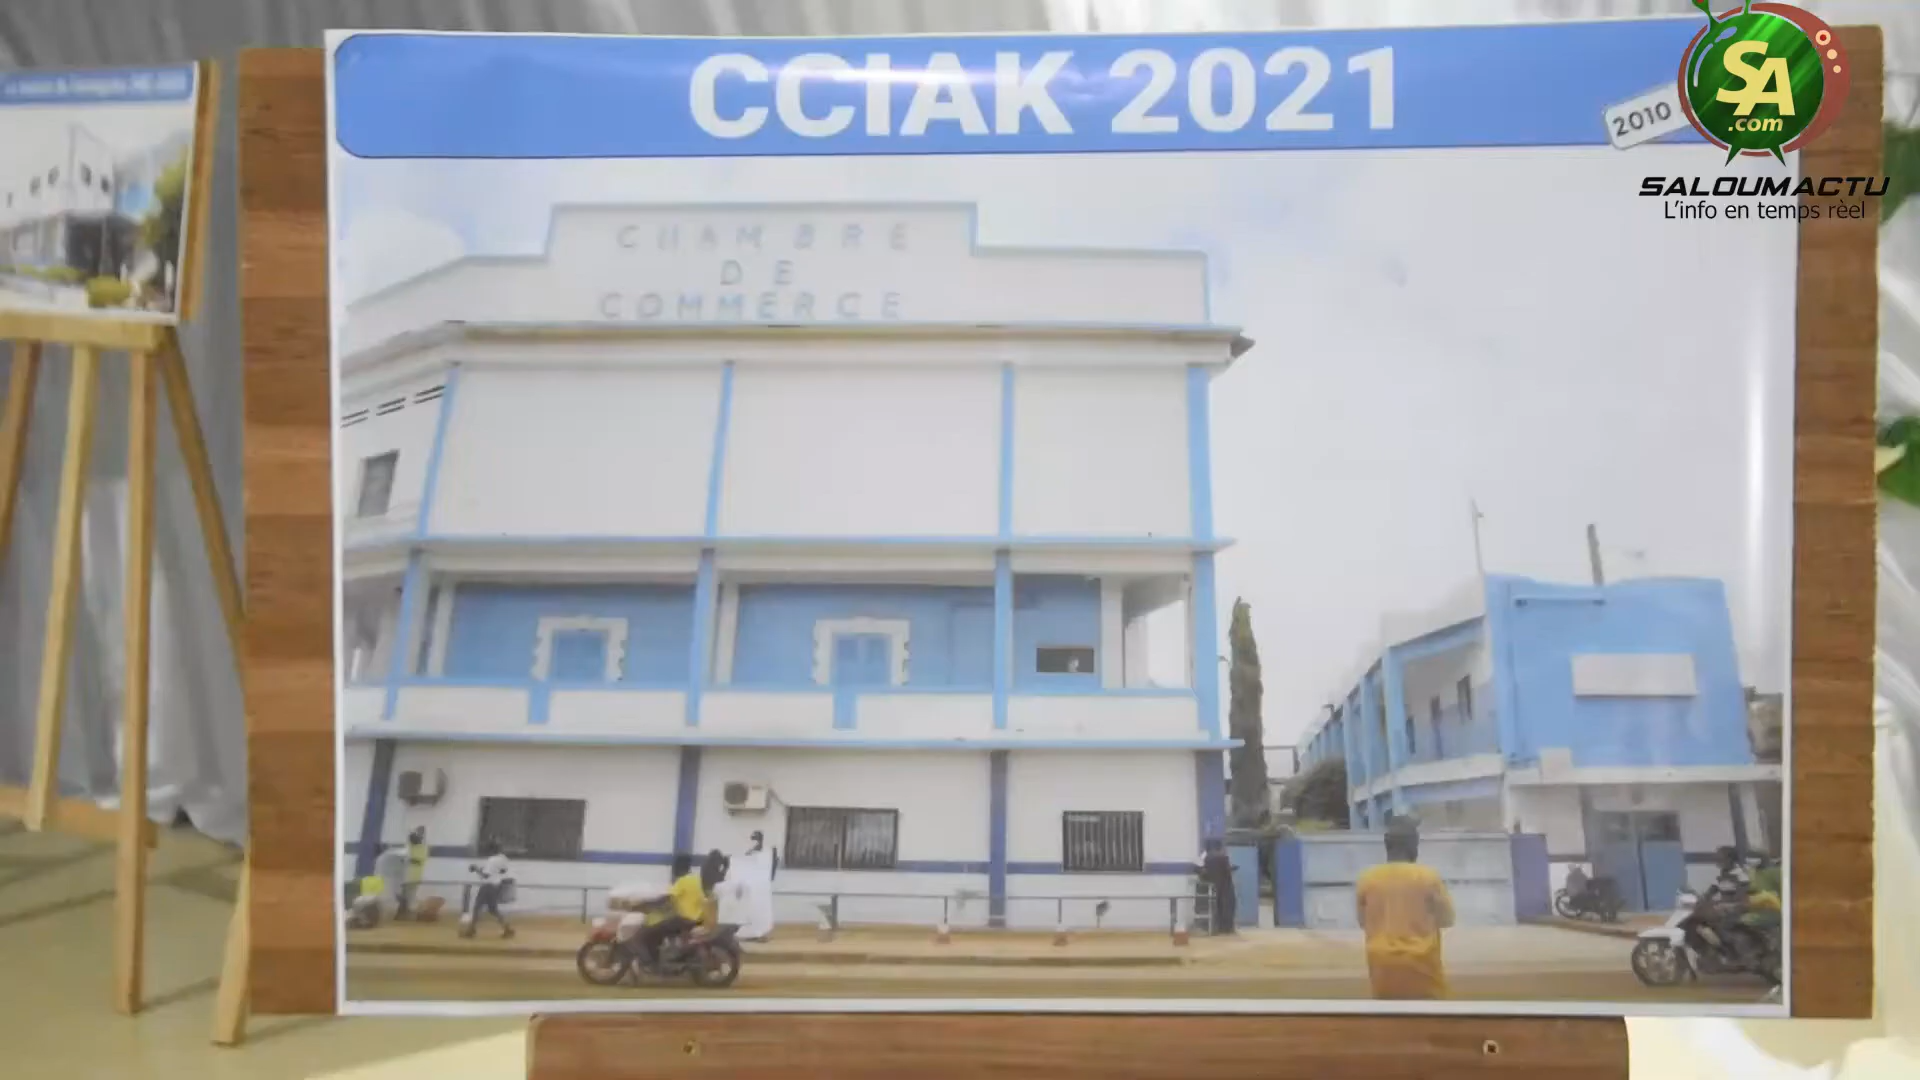 CCIAK 2021
2010
SA
.com
SALOUMACTU
L'info en temps rèel
CHAMBRE
DE
COMMERCE